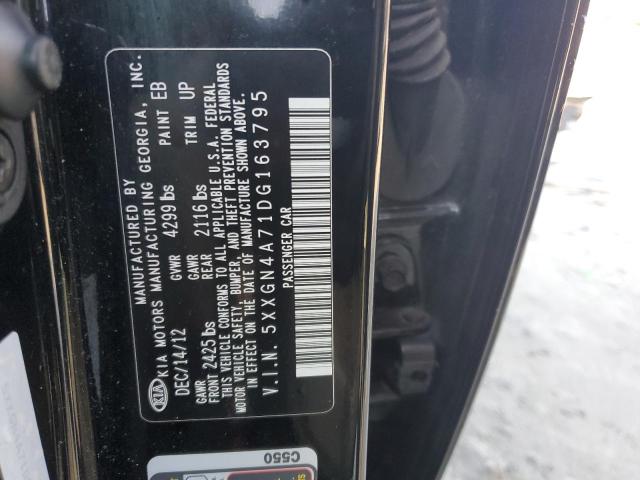 MANUFACTURED BY
KIA KIA MOTORS MANUFACTURING GEORGIA, INC.
DEC/14/12 GVWR 4299 lbs PAINT EB
GAWR FRONT 2425 lbs GAWR REAR 2116 lbs TRIM UP
THIS VEHICLE CONFORMS TO ALL APPLICABLE U.S.A. FEDERAL
MOTOR VEHICLE SAFETY, BUMPER, AND THEFT PREVENTION STANDARDS
IN EFFECT ON THE DATE OF MANUFACTURE SHOWN ABOVE.
V.I.N. 5XXGN4A71DG163795
PASSENGER CAR
C550